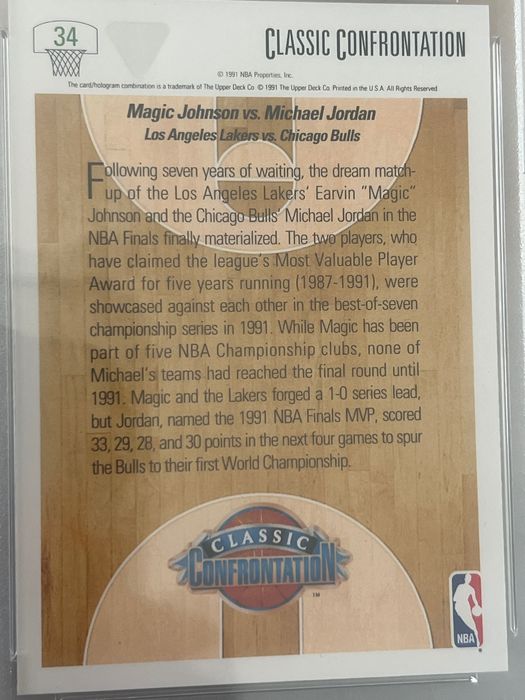 34
CLASSIC CONFRONTATION
© 1991 NBA Properties, Inc.
The card/hologram combination is a trademark of The Upper Deck Co. © 1991 The Upper Deck Co. Printed in the U.S.A. All Rights Reserved
Magic Johnson vs. Michael Jordan
Los Angeles Lakers vs. Chicago Bulls
Following seven years of waiting, the dream match-
up of the Los Angeles Lakers' Earvin "Magic"
Johnson and the Chicago Bulls' Michael Jordan in the
NBA Finals finally materialized. The two players, who
have claimed the league's Most Valuable Player
Award for five years running (1987-1991), were
showcased against each other in the best-of-seven
championship series in 1991. While Magic has been
part of five NBA Championship clubs, none of
Michael's teams had reached the final round until
1991. Magic and the Lakers forged a 1-0 series lead,
but Jordan, named the 1991 NBA Finals MVP, scored
33, 29, 28, and 30 points in the next four games to spur
the Bulls to their first World Championship.
CLASSIC
CONFRONTATION
TM
NBA